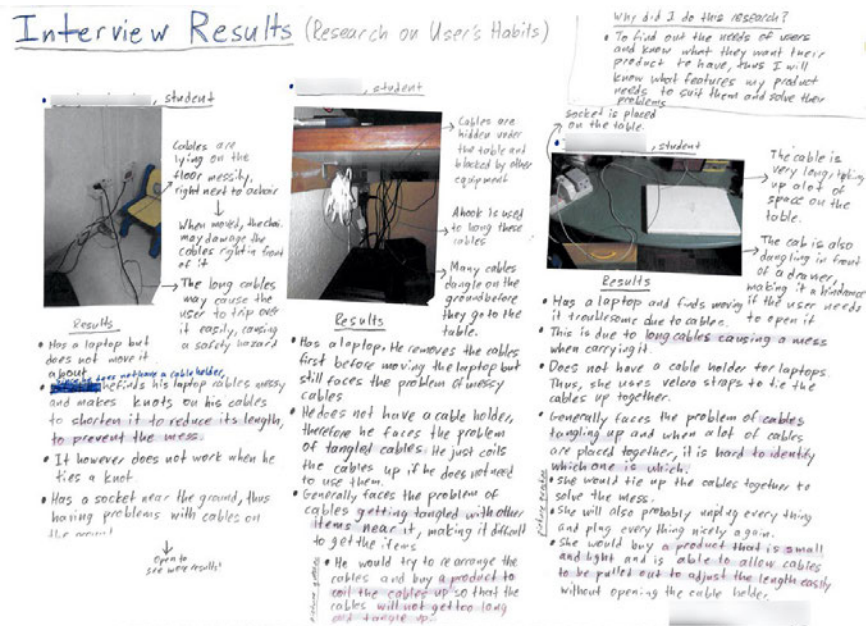 Interview Results (Research on User's Habits)
Why did I do this research?
• To find out the needs of users
and know what they want their
product to have, thus I will
know what features my product
needs to suit them and solve their
problems
•           , student
Cables are
lying on the
floor messily,
right next to a chair
When moved, the chair
may damage the
cables right in front
of it
The long cables
may cause the
user to trip over
it easily, causing
a safety hazard
Results
• Has a laptop but
does not move it
about
since he does not have a cable holder,
• he finds his laptop cables messy
and makes knots on his cables
to shorten it to reduce its length,
to prevent the mess.
• It however does not work when he
ties a knot.
• Has a socket near the ground, thus
having problems with cables on
the ground
Open to
see more results!
•           , student
Cables are
hidden under
the table and
blocked by other
equipment
A hook is used
to hang these
cables
Many cables
dangle on the
ground before
they go to the
table.
Results
• Has a laptop. He removes the cables
first before moving the laptop but
still faces the problem of messy
cables
• He does not have a cable holder,
therefore he faces the problem
of tangled cables. He just coils
the cables up if he does not need
to use them.
• Generally faces the problem of
cables getting tangled with other
items near it, making it difficult
to get the items
• He would try to rearrange the
cables and buy a product to
coil the cables up so that the
cables will not get too long
and tangle up.
socket is placed
on the table.
•           , student
The cable is
very long, taking
up a lot of
space on the
table.
The cab is also
dangling in front
of a drawer,
making it a hindrance
if the user needs
to open it
Results
• Has a laptop and finds moving
it troublesome due to cables.
• This is due to long cables causing a mess
when carrying it.
• Does not have a cable holder for laptops.
Thus, she uses velcro straps to tie the
cables up together.
• Generally faces the problem of cables
tangling up and when a lot of cables
are placed together, it is hard to identify
which one is which.
• she would tie up the cables together to
solve the mess.
• She will also probably unplug every thing
and plug every thing nicely again.
• She would buy a product that is small
and light and is able to allow cables
to be pulled out to adjust the length easily
without opening the cable holder.